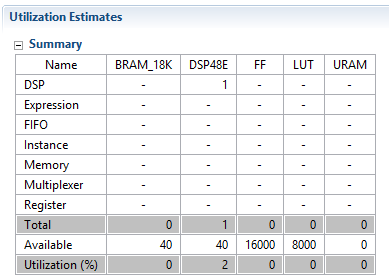 Utilization Estimates
Summary
Name BRAM_18K DSP48E FF LUT URAM
DSP - 1 - - -
Expression - - - - -
FIFO - - - - -
Instance - - - - -
Memory - - - - -
Multiplexer - - - - -
Register - - - - -
Total 0 1 0 0 0
Available 40 40 16000 8000 0
Utilization (%) 0 2 0 0 0